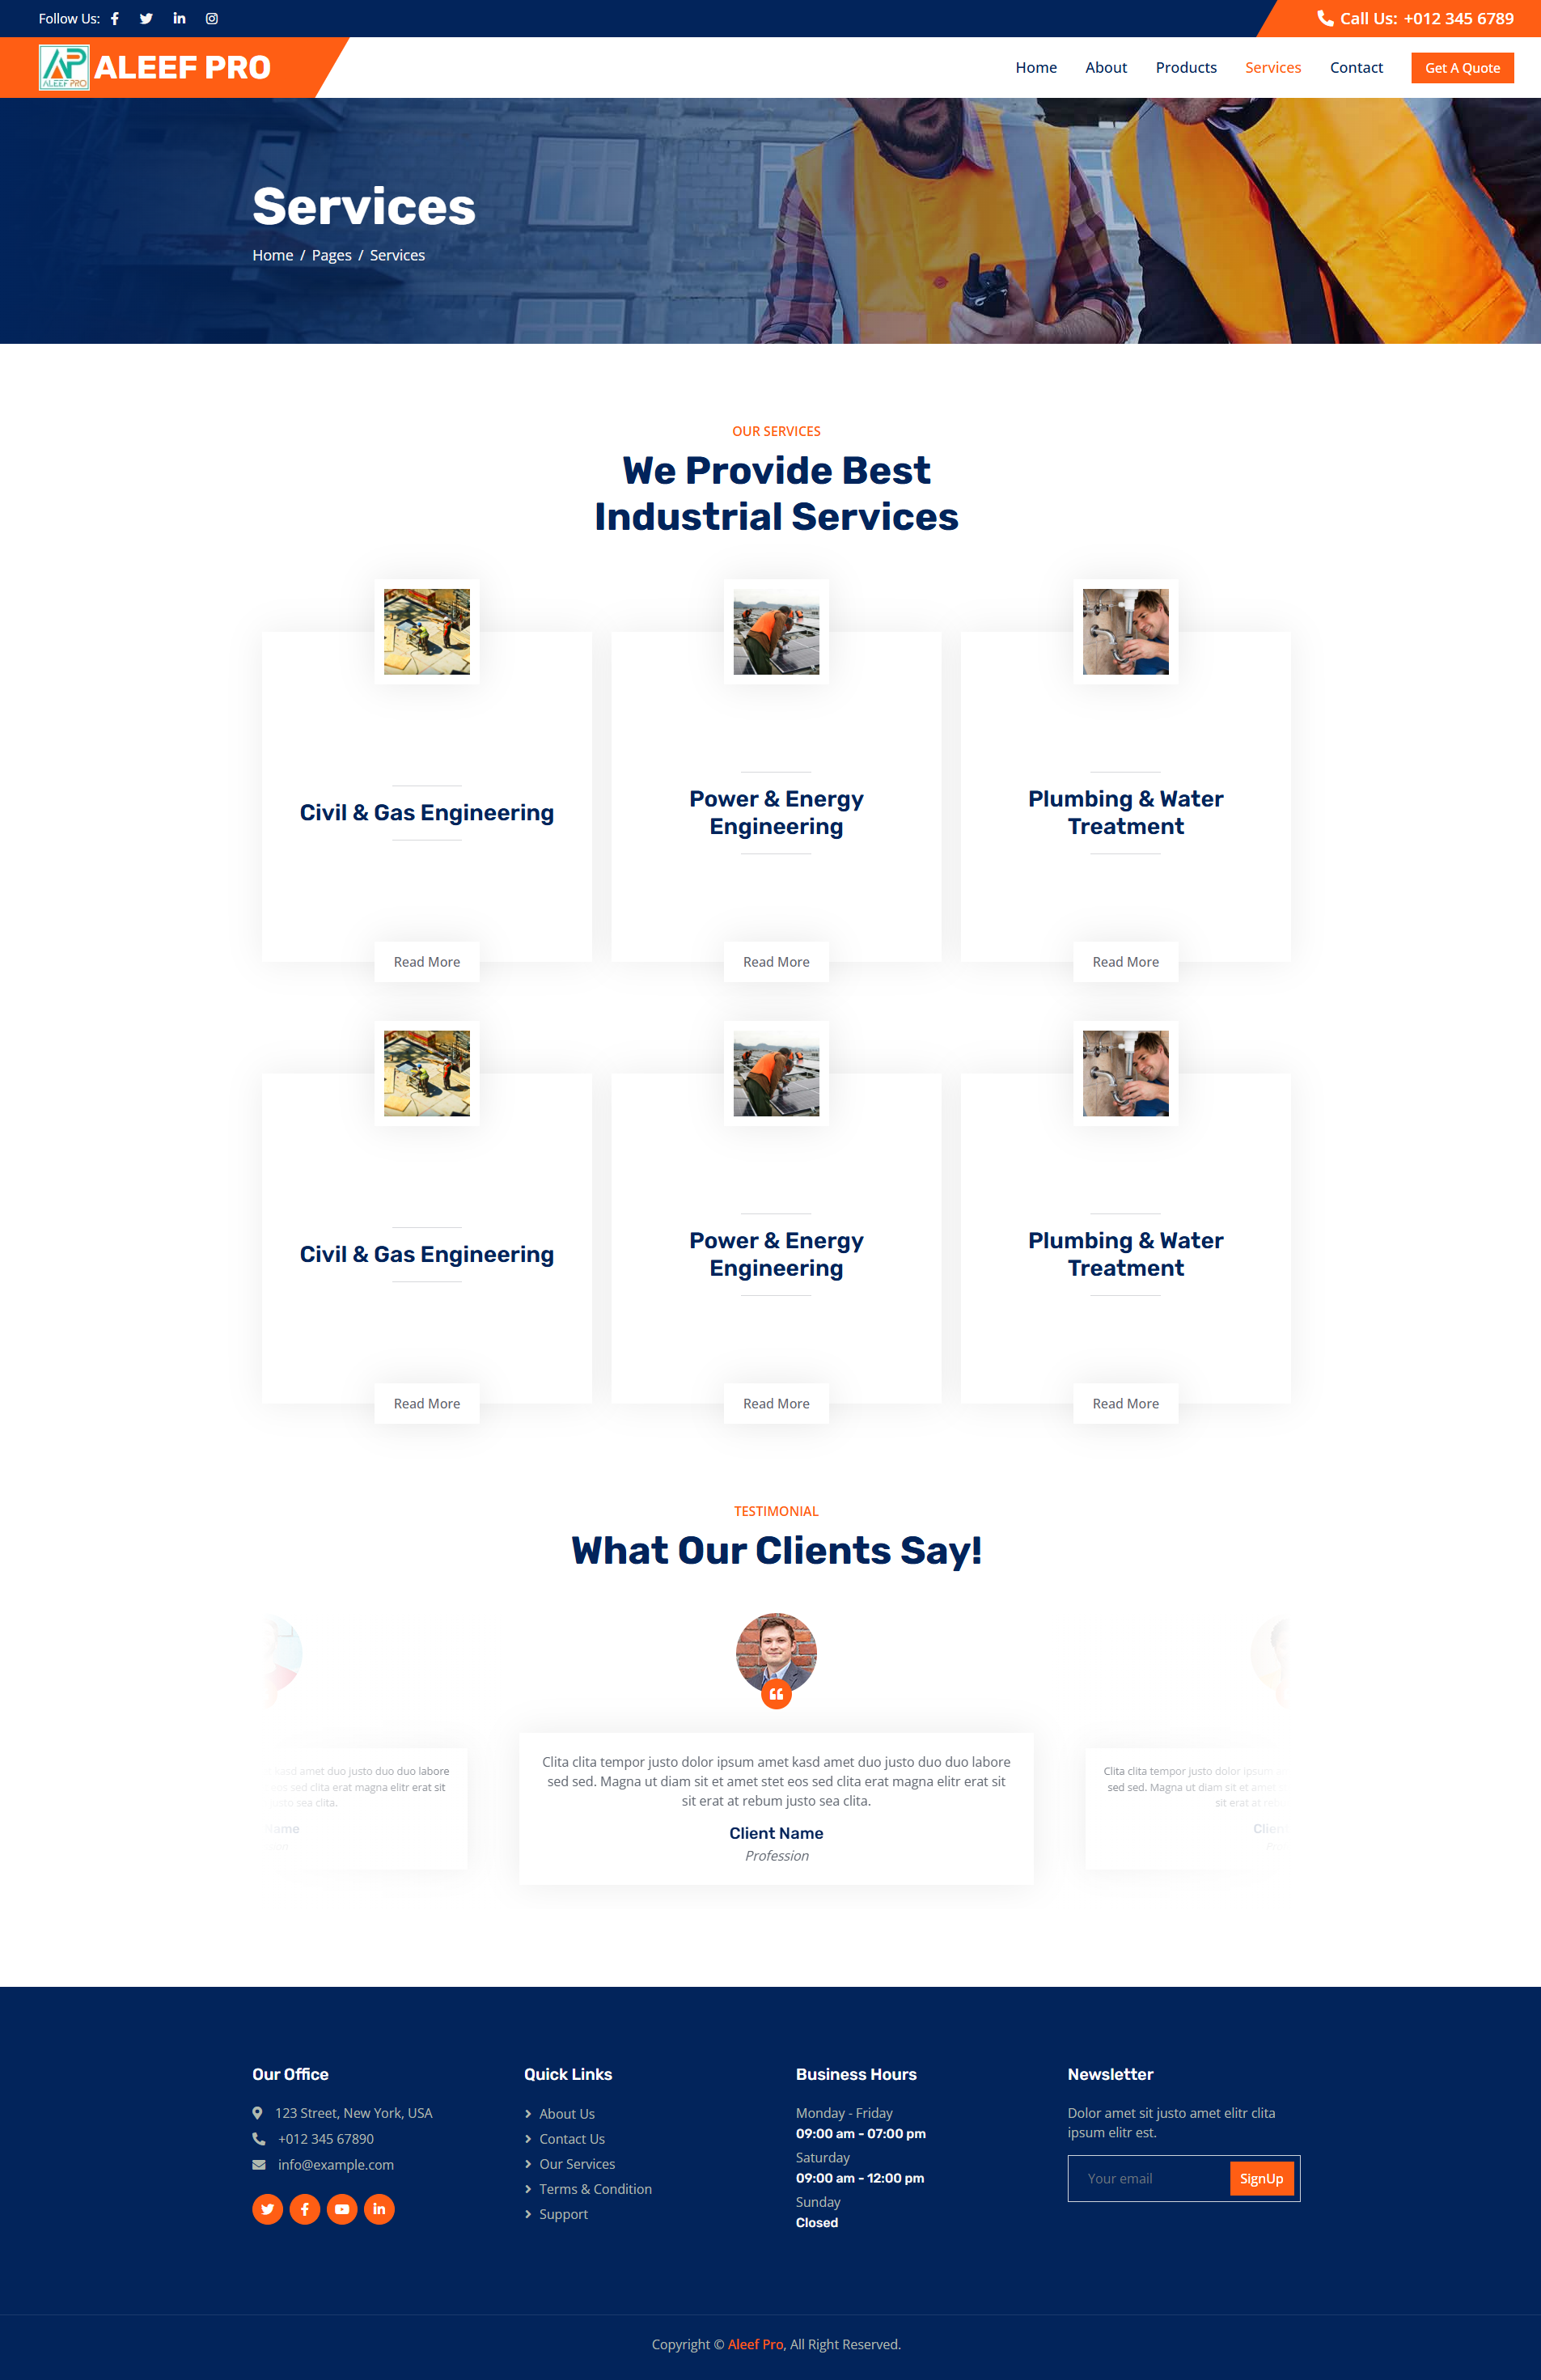 Follow Us:
Call Us: +012 345 6789
AP
ALEEF PRO
ALEEF PRO
Home
About
Products
Services
Contact
Get A Quote
Services
Home / Pages / Services
OUR SERVICES
We Provide Best
Industrial Services
Civil & Gas Engineering
Power & Energy
Engineering
Plumbing & Water
Treatment
Read More
Read More
Read More
Civil & Gas Engineering
Power & Energy
Engineering
Plumbing & Water
Treatment
Read More
Read More
Read More
TESTIMONIAL
What Our Clients Say!
kasd amet duo justo duo duo labore
eos sed clita erat magna elitr erat sit
justo sea clita.
Name
Clita clita tempor justo dolor ipsum amet kasd amet duo justo duo duo labore
sed sed. Magna ut diam sit et amet stet eos sed clita erat magna elitr erat sit
sit erat at rebum justo sea clita.
Client Name
Profession
Clita clita tempor justo dolor ipsum
sed sed. Magna ut diam sit et amet
sit erat at
Client
Our Office
123 Street, New York, USA
+012 345 67890
info@example.com
Quick Links
About Us
Contact Us
Our Services
Terms & Condition
Support
Business Hours
Monday - Friday
09:00 am - 07:00 pm
Saturday
09:00 am - 12:00 pm
Sunday
Closed
Newsletter
Dolor amet sit justo amet elitr clita
ipsum elitr est.
Your email
SignUp
Copyright © Aleef Pro, All Right Reserved.